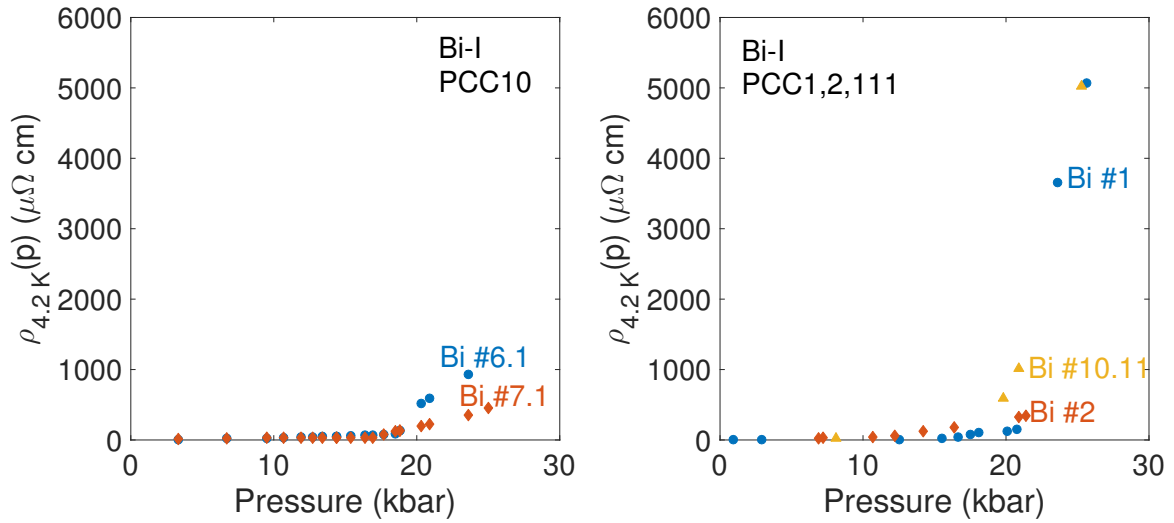 6000
5000
4000
3000
2000
1000
0
ρ4.2 K(p) (μΩ cm)
Bi-I
PCC10
Bi #6.1
Bi #7.1
0 10 20 30
Pressure (kbar)
6000
5000
4000
3000
2000
1000
0
ρ4.2 K(p) (μΩ cm)
Bi-I
PCC1,2,111
Bi #1
Bi #10.11
Bi #2
0 10 20 30
Pressure (kbar)